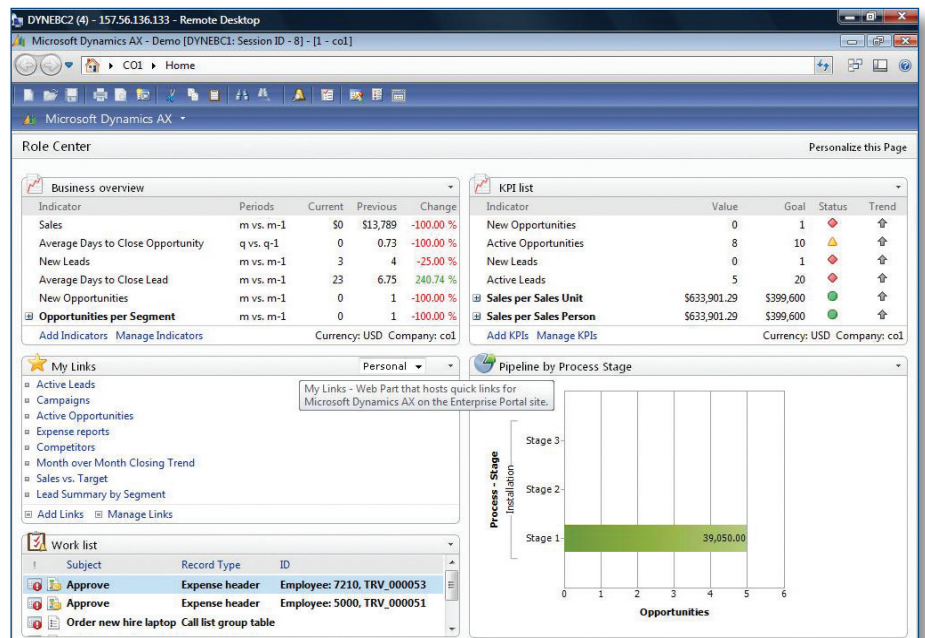 DYNEBC2 (4) - 157.56.136.133 - Remote Desktop
Microsoft Dynamics AX - Demo [DYNEBC1: Session ID - 8] - [1 - co1]
CO1 Home
Microsoft Dynamics AX
Role Center Personalize this Page
Business overview
Indicator Periods Current Previous Change
Sales m vs. m-1 $0 $13,789 -100.00 %
Average Days to Close Opportunity q vs. q-1 0 0.73 -100.00 %
New Leads m vs. m-1 3 4 -25.00 %
Average Days to Close Lead m vs. m-1 23 6.75 240.74 %
New Opportunities m vs. m-1 0 1 -100.00 %
Opportunities per Segment m vs. m-1 0 1 -100.00 %
Add Indicators Manage Indicators Currency: USD Company: co1
KPI list
Indicator Value Goal Status Trend
New Opportunities 0 1
Active Opportunities 8 10
New Leads 0 1
Active Leads 5 20
Sales per Sales Unit $633,901.29 $399,600
Sales per Sales Person $633,901.29 $399,600
Add KPIs Manage KPIs Currency: USD Company: co1
My Links Personal
My Links - Web Part that hosts quick links for
Microsoft Dynamics AX on the Enterprise Portal site.
Active Leads
Campaigns
Active Opportunities
Expense reports
Competitors
Month over Month Closing Trend
Sales vs. Target
Lead Summary by Segment
Add Links Manage Links
Pipeline by Process Stage
Process - Stage
Installation
Stage 3
Stage 2
Stage 1 39,050.00
0 1 2 3 4 5 6
Opportunities
Work list
! Subject Record Type ID
Approve Expense header Employee: 7210, TRV_000053
Approve Expense header Employee: 5000, TRV_000051
Order new hire laptop Call list group table